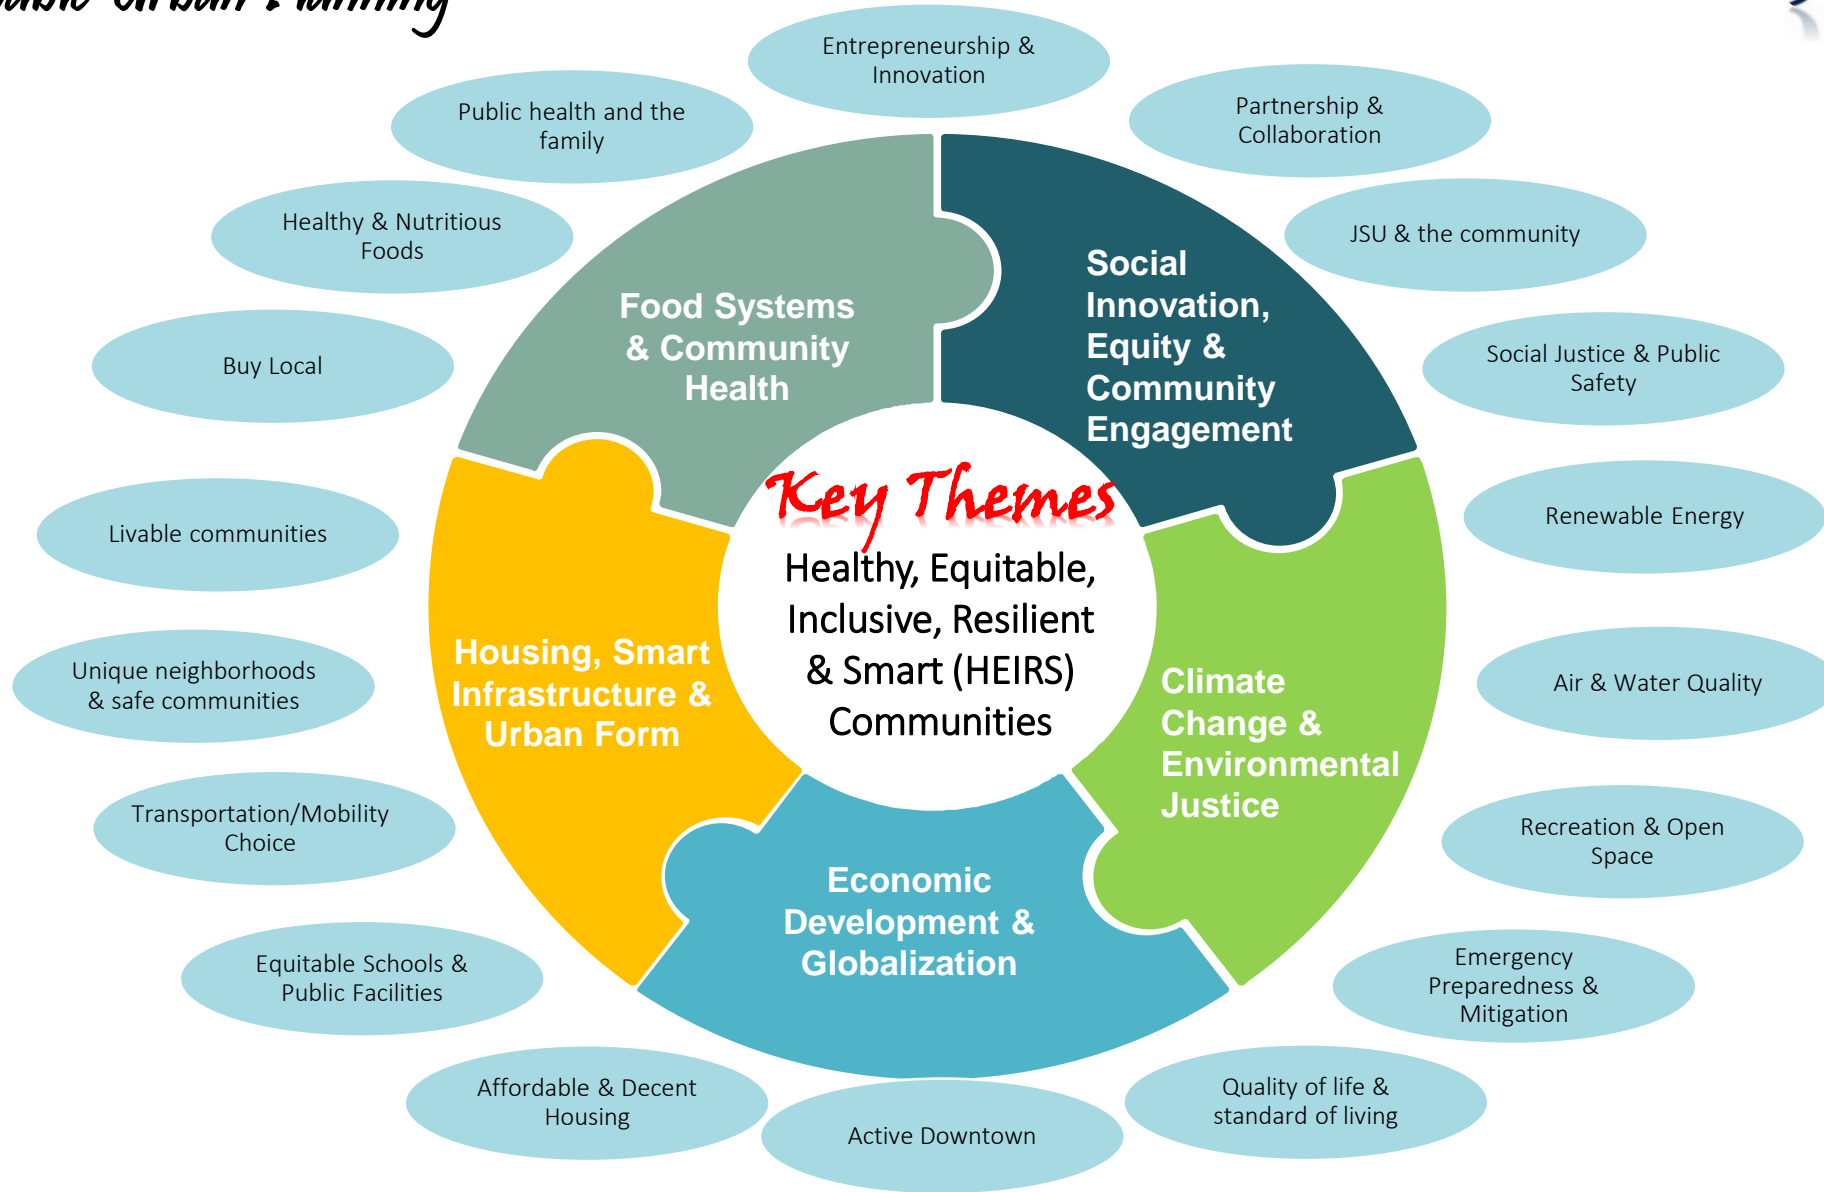 Urban Planning
Entrepreneurship &
Innovation
Public health and the
family
Partnership &
Collaboration
Healthy & Nutritious
Foods
JSU & the community
Buy Local
Social Justice & Public
Safety
Livable communities
Renewable Energy
Unique neighborhoods
& safe communities
Air & Water Quality
Transportation/Mobility
Choice
Recreation & Open
Space
Equitable Schools &
Public Facilities
Emergency
Preparedness &
Mitigation
Affordable & Decent
Housing
Active Downtown
Quality of life &
standard of living
Food Systems
& Community
Health
Social
Innovation,
Equity &
Community
Engagement
Housing, Smart
Infrastructure &
Urban Form
Climate
Change &
Environmental
Justice
Economic
Development &
Globalization
Key Themes
Healthy, Equitable,
Inclusive, Resilient
& Smart (HEIRS)
Communities